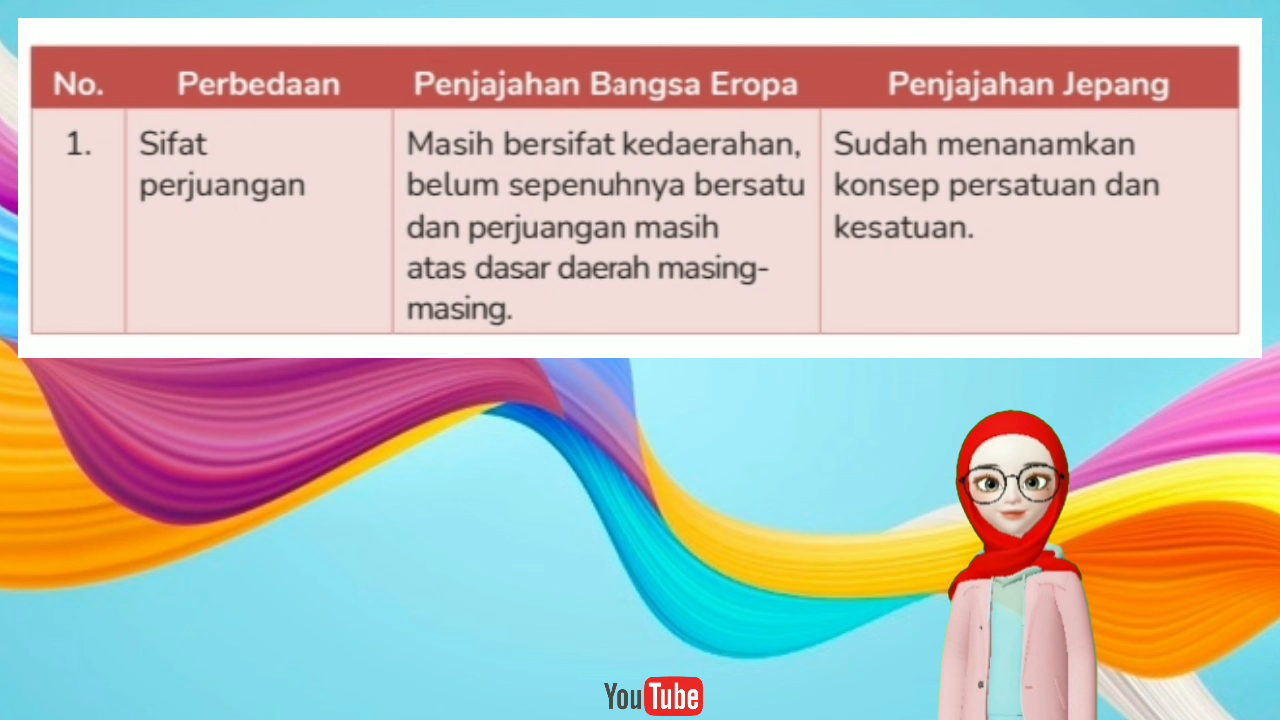 No. Perbedaan Penjajahan Bangsa Eropa Penjajahan Jepang
1. Sifat Masih bersifat kedaerahan, Sudah menanamkan
perjuangan belum sepenuhnya bersatu konsep persatuan dan
dan perjuangan masih kesatuan.
atas dasar daerah masing-
masing.
YouTube